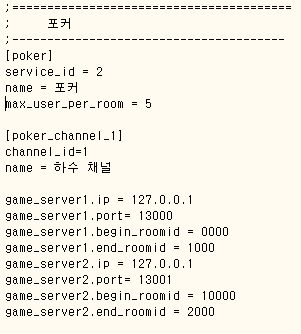 ;========================================
;     포커
;---------------------------------------
[poker]
service_id = 2
name = 포커
max_user_per_room = 5

[poker_channel_1]
channel_id=1
name = 하수 채널

game_server1.ip = 127.0.0.1
game_server1.port= 13000
game_server1.begin_roomid = 0000
game_server1.end_roomid = 1000
game_server2.ip = 127.0.0.1
game_server2.port= 13001
game_server2.begin_roomid = 10000
game_server2.end_roomid = 2000